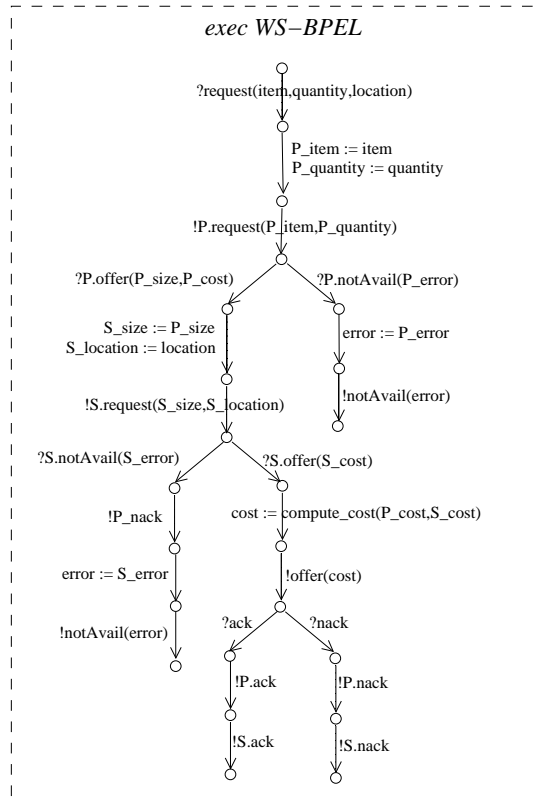 exec WS−BPEL
?request(item,quantity,location)
P_item := item
P_quantity := quantity
!P.request(P_item,P_quantity)
?P.offer(P_size,P_cost)
?P.notAvail(P_error)
S_size := P_size
S_location := location
error := P_error
!S.request(S_size,S_location)
!notAvail(error)
?S.notAvail(S_error)
?S.offer(S_cost)
!P_nack
cost := compute_cost(P_cost,S_cost)
error := S_error
!offer(cost)
!notAvail(error)
?ack
?nack
!P.ack
!P.nack
!S.ack
!S.nack